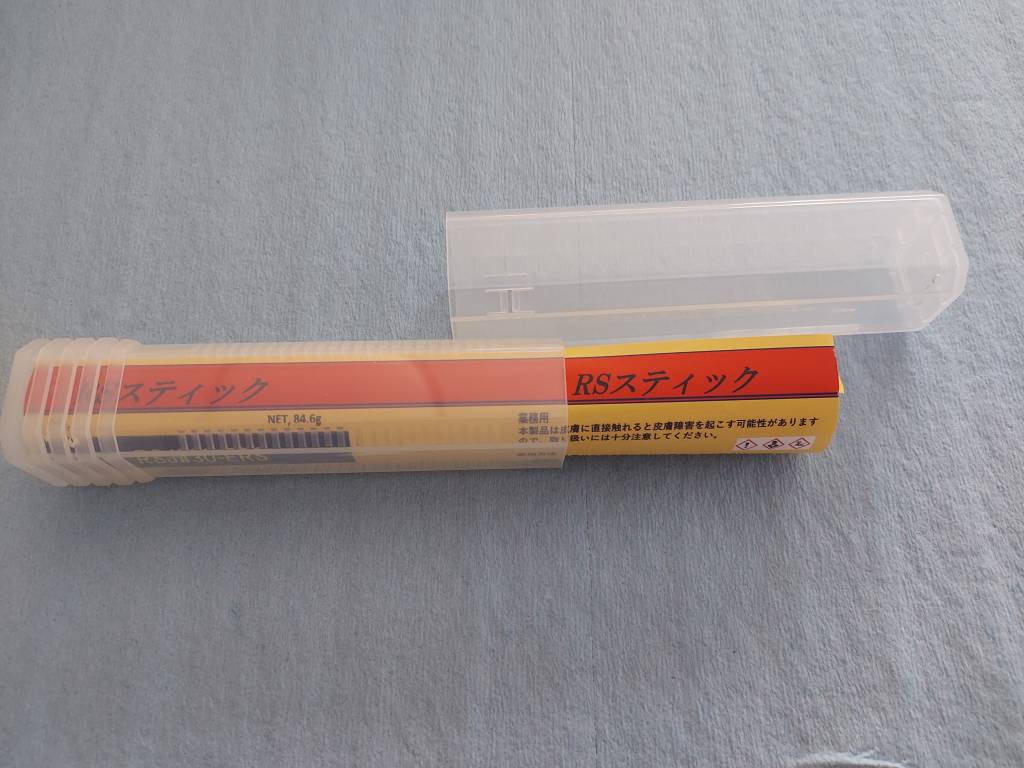 RSスティック
NET, 84.6g
RSスティック
業務用
本製品は皮膚に直接触れると皮膚障害を起こす可能性があります
ので、取り扱いには十分注意してください。